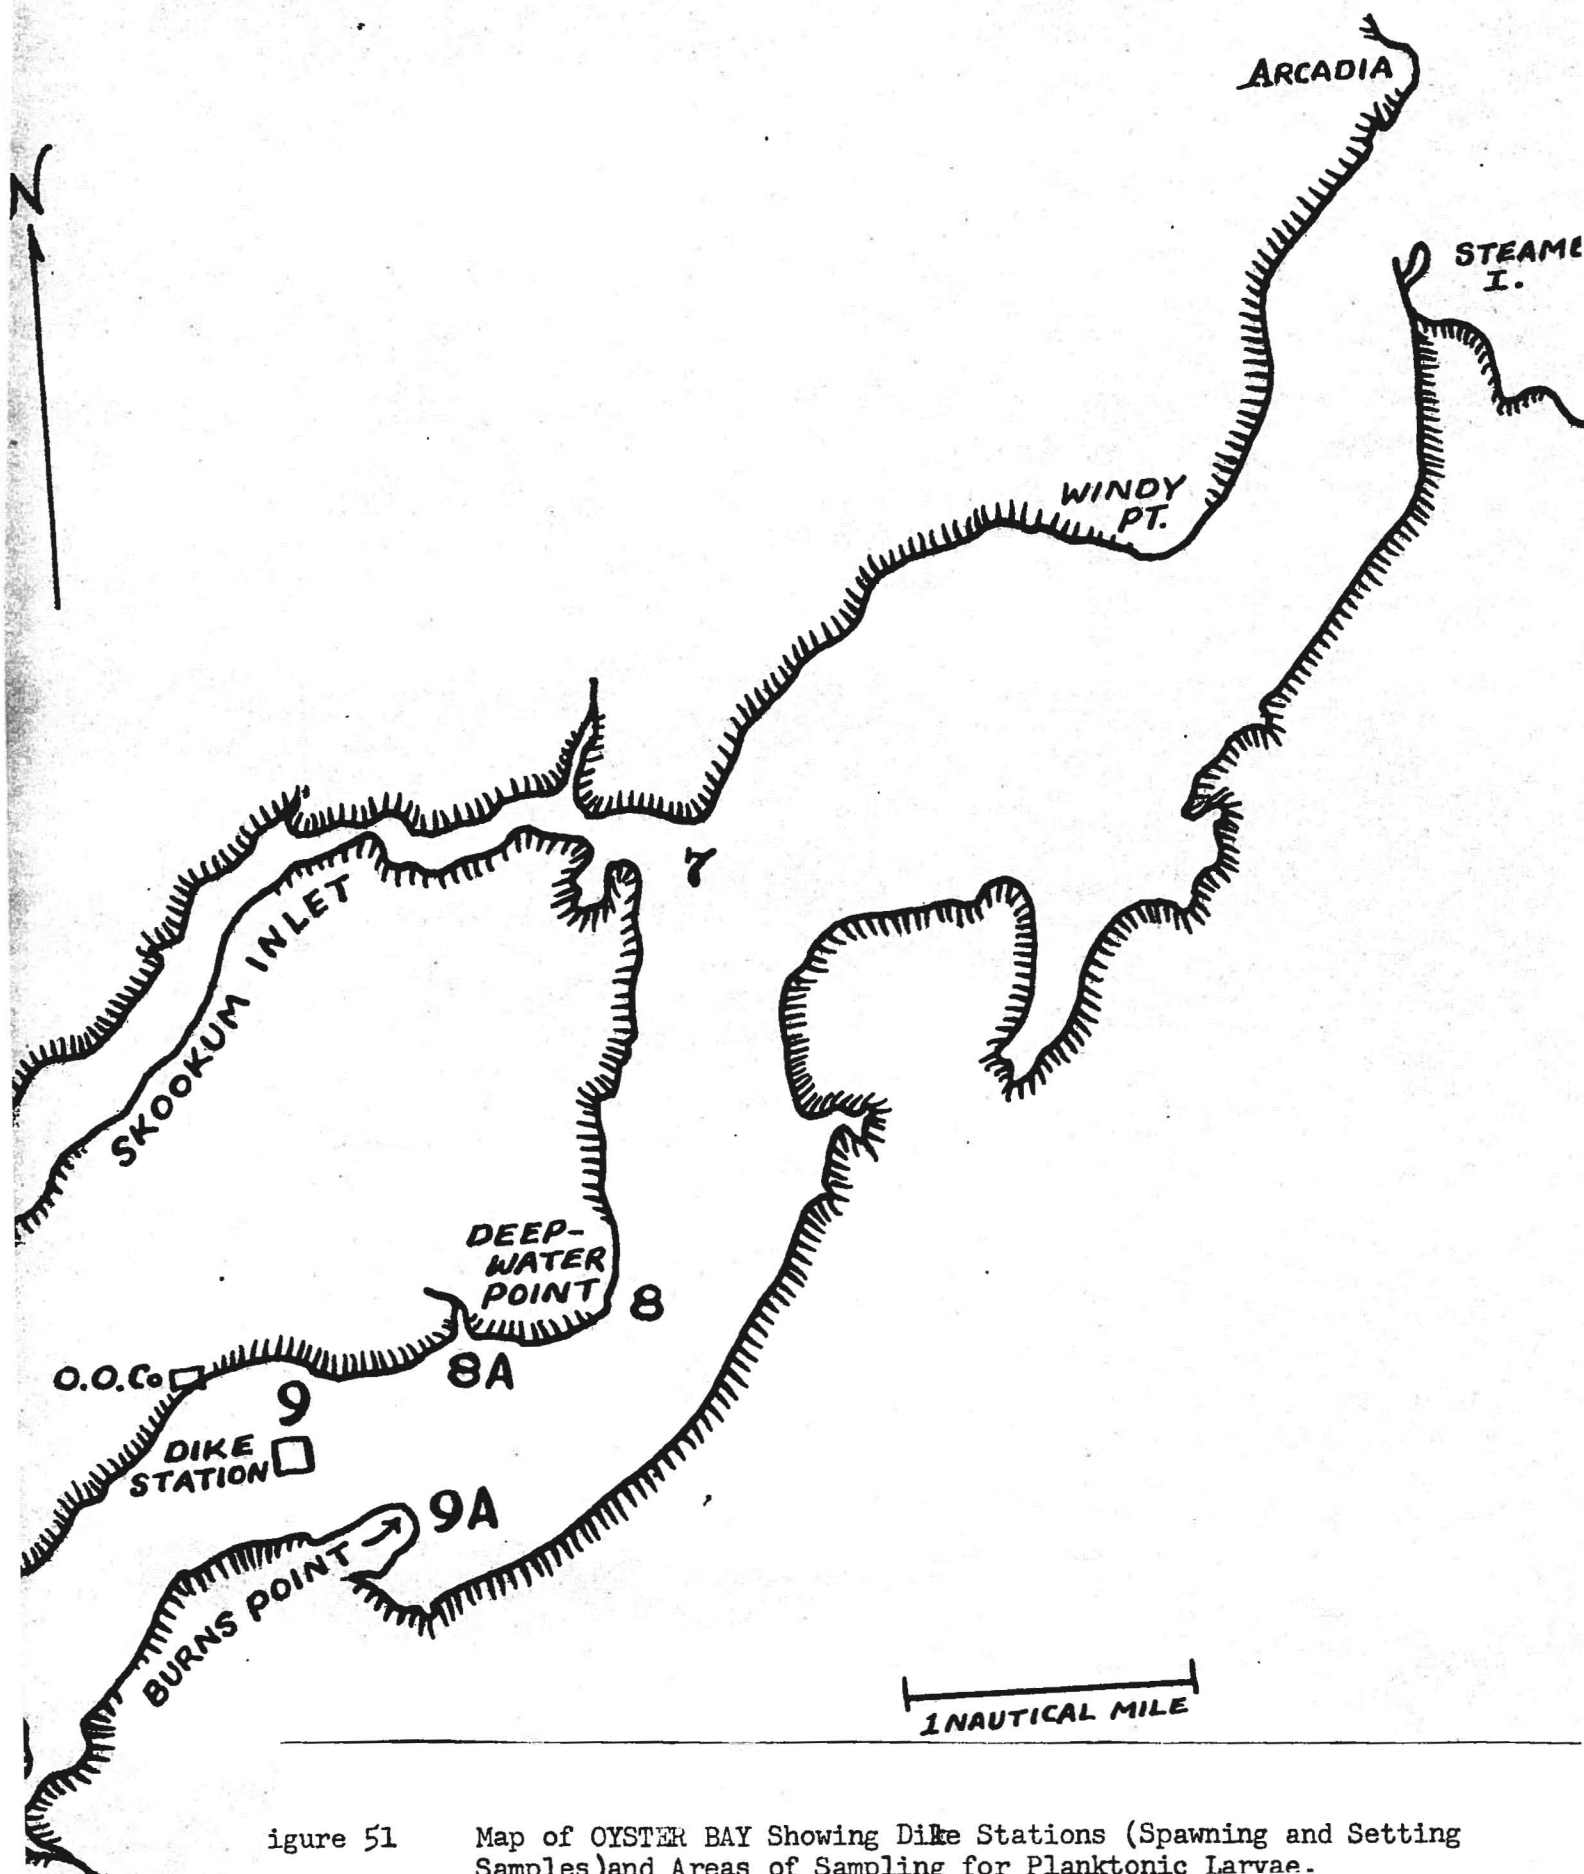 ARCADIA
N
STEAMB
I.
WINDY
PT.
7
SKOOKUM INLET
DEEP-
WATER
POINT
8
O.O.Co
8A
9
DIKE
STATION
9A
BURNS POINT
1 NAUTICAL MILE
igure 51 Map of OYSTER BAY Showing Dike Stations (Spawning and Setting
Samples)and Areas of Sampling for Planktonic Larvae.